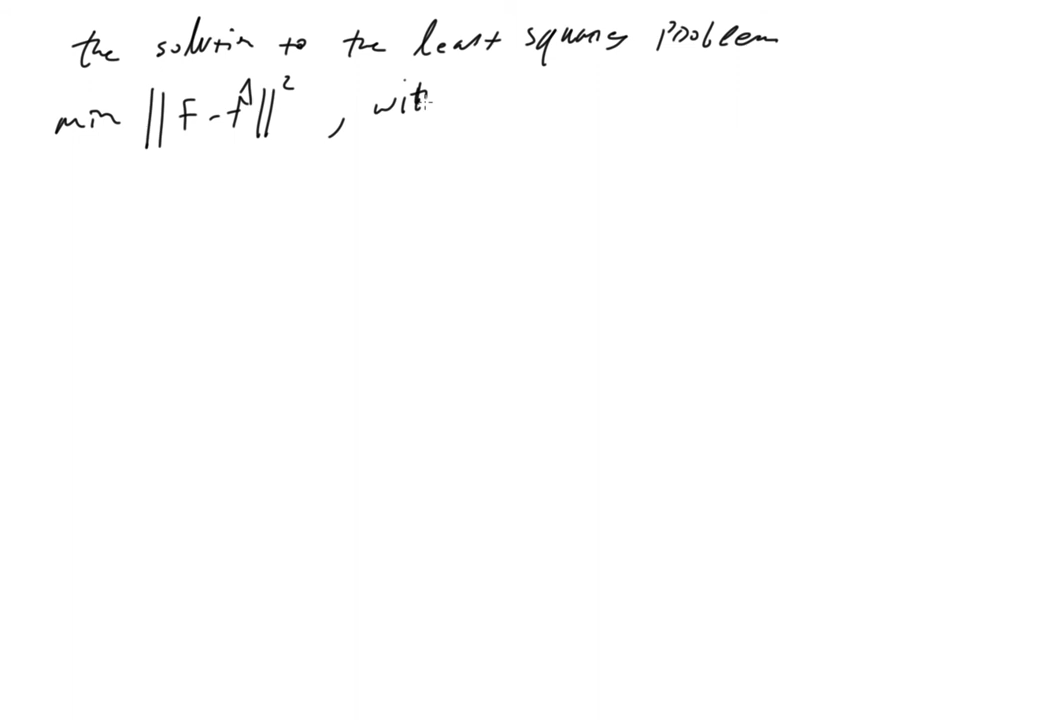 the solution to the least squares problem
min ||f - f̂||², with